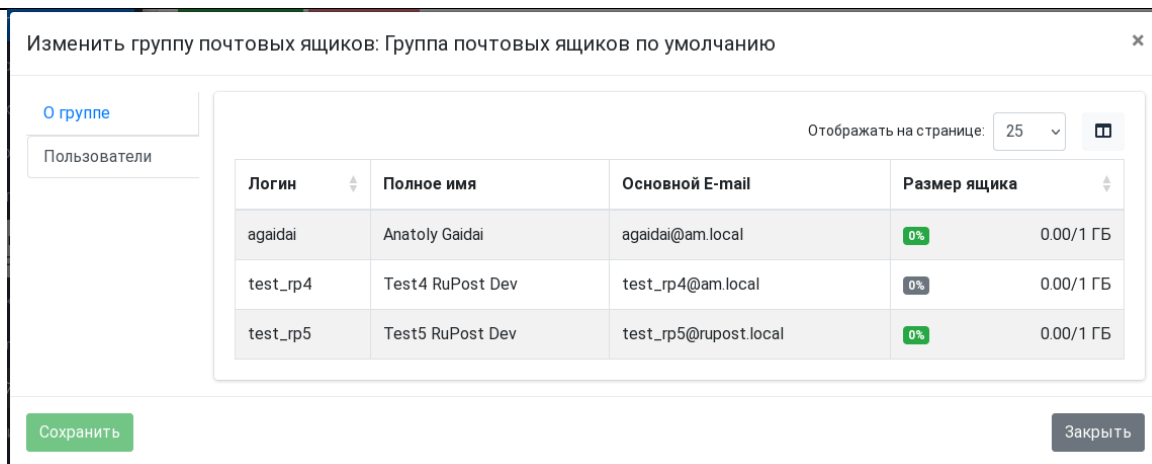 Изменить группу почтовых ящиков: Группа почтовых ящиков по умолчанию ×
О группе
Пользователи
Отображать на странице: 25
Логин Полное имя Основной E-mail Размер ящика
agaidai Anatoly Gaidai agaidai@am.local 0% 0.00/1 ГБ
test_rp4 Test4 RuPost Dev test_rp4@am.local 0% 0.00/1 ГБ
test_rp5 Test5 RuPost Dev test_rp5@rupost.local 0% 0.00/1 ГБ
Сохранить Закрыть